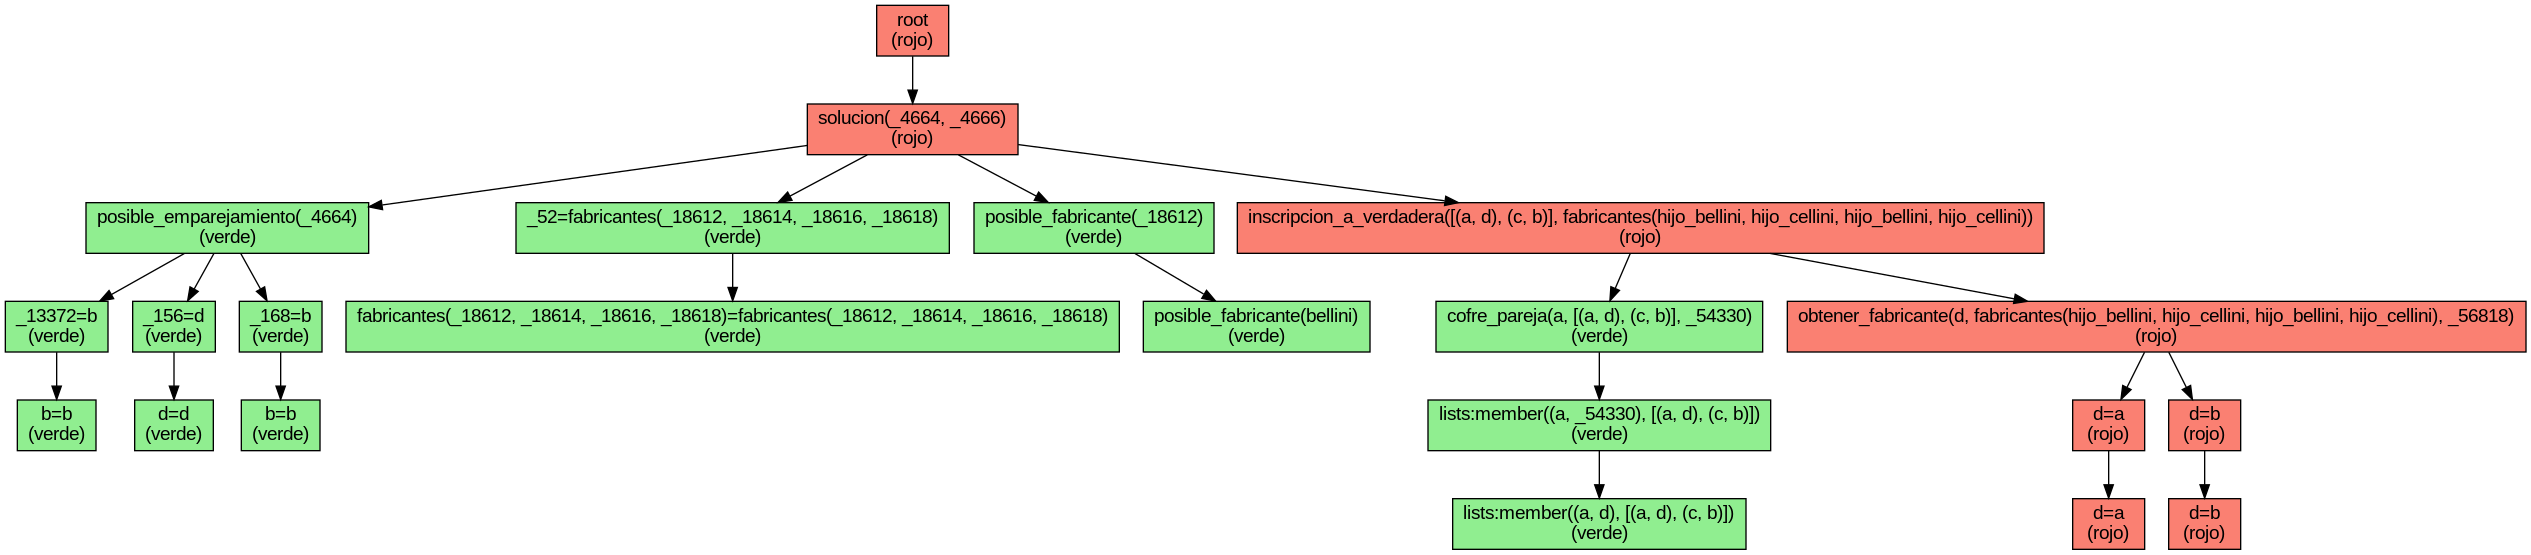 root
(rojo)
solucion(_4664, _4666)
(rojo)
posible_emparejamiento(_4664)
(verde)
_52=fabricantes(_18612, _18614, _18616, _18618)
(verde)
posible_fabricante(_18612)
(verde)
inscripcion_a_verdadera([(a, d), (c, b)], fabricantes(hijo_bellini, hijo_cellini, hijo_bellini, hijo_cellini))
(rojo)
_13372=b
(verde)
_156=d
(verde)
_168=b
(verde)
fabricantes(_18612, _18614, _18616, _18618)=fabricantes(_18612, _18614, _18616, _18618)
(verde)
posible_fabricante(bellini)
(verde)
cofre_pareja(a, [(a, d), (c, b)], _54330)
(verde)
obtener_fabricante(d, fabricantes(hijo_bellini, hijo_cellini, hijo_bellini, hijo_cellini), _56818)
(rojo)
b=b
(verde)
d=d
(verde)
b=b
(verde)
lists:member((a, _54330), [(a, d), (c, b)])
(verde)
d=a
(rojo)
d=b
(rojo)
lists:member((a, d), [(a, d), (c, b)])
(verde)
d=a
(rojo)
d=b
(rojo)